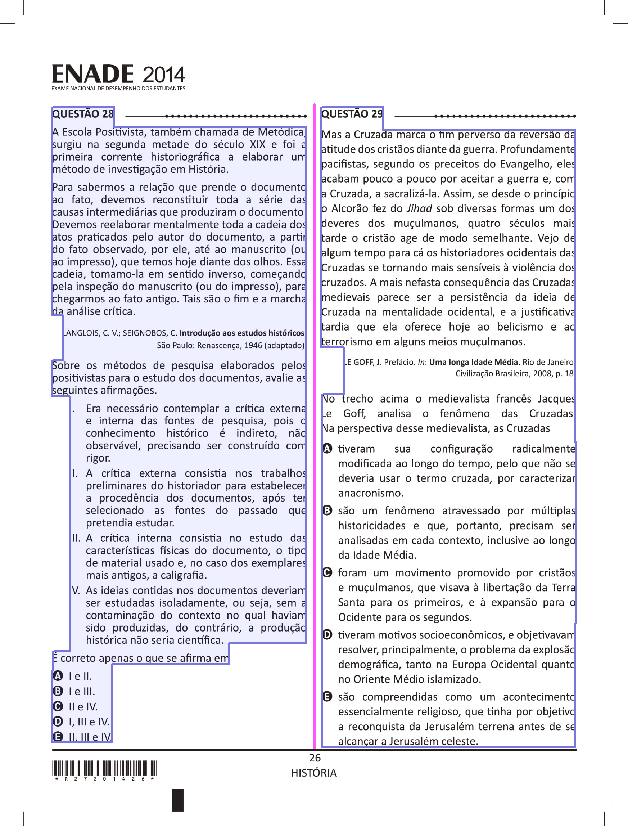 ENADE 2014
EXAME NACIONAL DE DESEMPENHO DOS ESTUDANTES
QUESTÃO 28
A Escola Positivista, também chamada de Metódica,
surgiu na segunda metade do século XIX e foi a
primeira corrente historiográfica a elaborar um
método de investigação em História.
Para sabermos a relação que prende o documento
ao fato, devemos reconstituir toda a série das
causas intermediárias que produziram o documento.
Devemos reelaborar mentalmente toda a cadeia dos
atos praticados pelo autor do documento, a partir
do fato observado, por ele, até ao manuscrito (ou
ao impresso), que temos hoje diante dos olhos. Essa
cadeia, tomamo-la em sentido inverso, começando
pela inspeção do manuscrito (ou do impresso), para
chegarmos ao fato antigo. Tais são o fim e a marcha
da análise crítica.
LANGLOIS, C. V.; SEIGNOBOS, C. Introdução aos estudos históricos.
São Paulo: Renascença, 1946 (adaptado).
Sobre os métodos de pesquisa elaborados pelos
positivistas para o estudo dos documentos, avalie as
seguintes afirmações.
I. Era necessário contemplar a crítica externa
e interna das fontes de pesquisa, pois o
conhecimento histórico é indireto, não
observável, precisando ser construído com
rigor.
II. A crítica externa consistia nos trabalhos
preliminares do historiador para estabelecer
a procedência dos documentos, após ter
selecionado as fontes do passado que
pretendia estudar.
III. A crítica interna consistia no estudo das
características físicas do documento, o tipo
de material usado e, no caso dos exemplares
mais antigos, a caligrafia.
IV. As ideias contidas nos documentos deveriam
ser estudadas isoladamente, ou seja, sem a
contaminação do contexto no qual haviam
sido produzidas, do contrário, a produção
histórica não seria científica.
É correto apenas o que se afirma em
A I e II.
B I e III.
C II e IV.
D I, III e IV.
E II, III e IV.
QUESTÃO 29
Mas a Cruzada marca o fim perverso da reversão da
atitude dos cristãos diante da guerra. Profundamente
pacifistas, segundo os preceitos do Evangelho, eles
acabam pouco a pouco por aceitar a guerra e, com
a Cruzada, a sacralizá-la. Assim, se desde o princípio
o Alcorão fez do Jihad sob diversas formas um dos
deveres dos muçulmanos, quatro séculos mais
tarde o cristão age de modo semelhante. Vejo de
algum tempo para cá os historiadores ocidentais das
Cruzadas se tornando mais sensíveis à violência dos
cruzados. A mais nefasta consequência das Cruzadas
medievais parece ser a persistência da ideia de
Cruzada na mentalidade ocidental, e a justificativa
tardia que ela oferece hoje ao belicismo e ao
terrorismo em alguns meios muçulmanos.
LE GOFF, J. Prefácio. In: Uma longa Idade Média. Rio de Janeiro:
Civilização Brasileira, 2008, p. 18.
No trecho acima o medievalista francês Jacques
Le Goff, analisa o fenômeno das Cruzadas.
Na perspectiva desse medievalista, as Cruzadas
A tiveram sua configuração radicalmente
modificada ao longo do tempo, pelo que não se
deveria usar o termo cruzada, por caracterizar
anacronismo.
B são um fenômeno atravessado por múltiplas
historicidades e que, portanto, precisam ser
analisadas em cada contexto, inclusive ao longo
da Idade Média.
C foram um movimento promovido por cristãos
e muçulmanos, que visava à libertação da Terra
Santa para os primeiros, e à expansão para o
Ocidente para os segundos.
D tiveram motivos socioeconômicos, e objetivavam
resolver, principalmente, o problema da explosão
demográfica, tanto na Europa Ocidental quanto
no Oriente Médio islamizado.
E são compreendidas como um acontecimento
essencialmente religioso, que tinha por objetivo
a reconquista da Jerusalém terrena antes de se
alcançar a Jerusalém celeste.
*R27201426*
26
HISTÓRIA